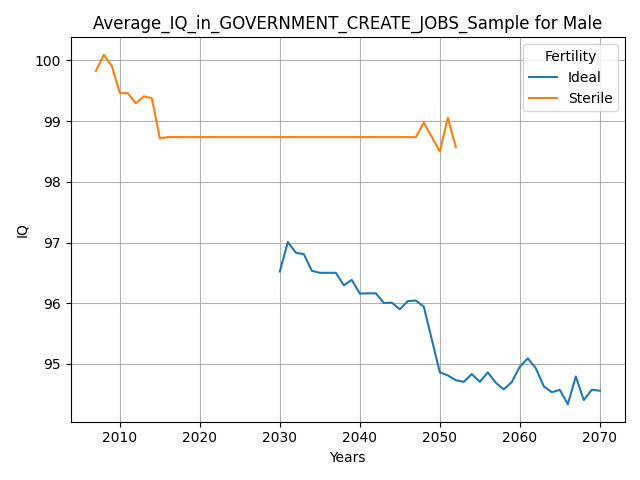 Average_IQ_in_GOVERNMENT_CREATE_JOBS_Sample for Male
Fertility
Ideal
Sterile
100
99
98
97
96
95
IQ
2010 2020 2030 2040 2050 2060 2070
Years